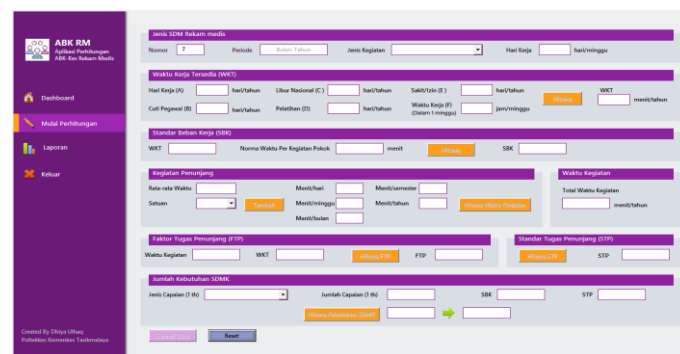 ABK RM
Aplikasi Perhitungan
ABK-Kes Rekam Medis
Dashboard
Mulai Perhitungan
Laporan
Keluar
Created By Dhiya Ulhaq
Poltekkes Kemenkes Tasikmalaya
Jenis SDM Rekam medis
Nomor 7 Periode Bulan-Tahun Jenis Kegiatan Hari Kerja hari/minggu
Waktu Kerja Tersedia (WKT)
Hari Kerja (A) hari/tahun Libur Nasional (C) hari/tahun Sakit/Izin (E) hari/tahun Hitung WKT menit/tahun
Cuti Pegawai (B) hari/tahun Pelatihan (D) hari/tahun Waktu Kerja (F) (Dalam 1 minggu) jam/minggu
Standar Beban Kerja (SBK)
WKT Norma Waktu Per Kegiatan Pokok menit Hitung SBK
Kegiatan Penunjang
Rata-rata Waktu Menit/hari Menit/semester
Satuan Tambah Menit/minggu Menit/tahun Hitung Waktu Kegiatan
Menit/bulan
Waktu Kegiatan
Total Waktu Kegiatan
menit/tahun
Faktor Tugas Penunjang (FTP)
Waktu Kegiatan WKT Hitung FTP FTP
Standar Tugas Penunjang (STP)
Hitung STP STP
Jumlah Kebutuhan SDMK
Jenis Capaian (1 th) Jumlah Capaian (1 th) SBK STP
Hitung Kebutuhan SDMK
Reset